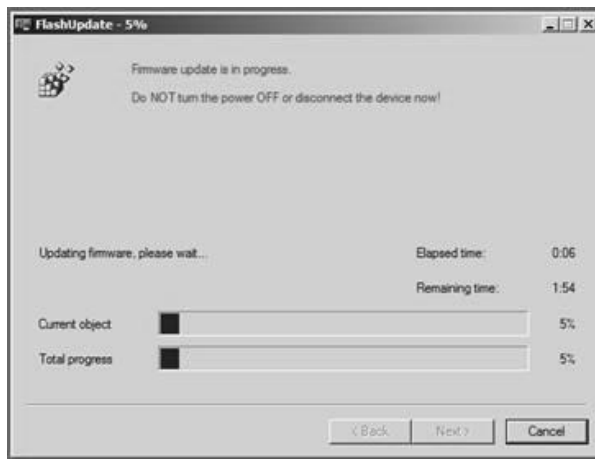 FlashUpdate - 5%
Firmware update is in progress.
Do NOT turn the power OFF or disconnect the device now!
Updating firmware, please wait...
Elapsed time: 0:06
Remaining time: 1:54
Current object 5%
Total progress 5%
< Back Next > Cancel